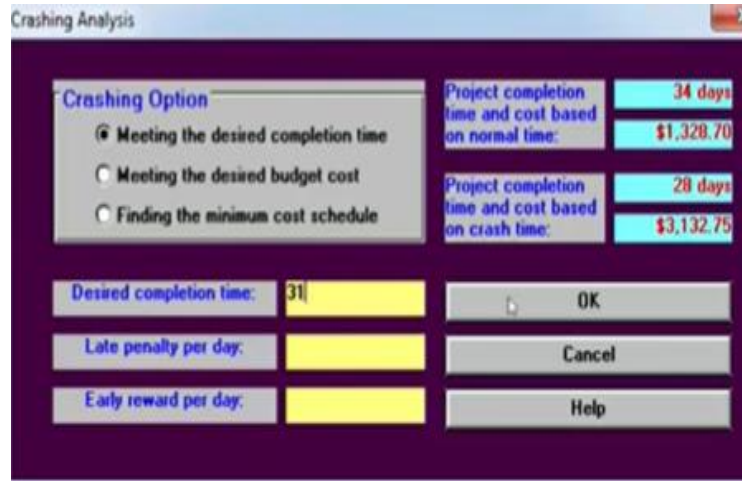 Crashing Analysis
Crashing Option
Meeting the desired completion time
Meeting the desired budget cost
Finding the minimum cost schedule
Project completion
time and cost based
on normal time:
34 days
$1,328.70
Project completion
time and cost based
on crash time:
28 days
$3,132.75
Desired completion time:
31
Late penalty per day:
Early reward per day:
OK
Cancel
Help